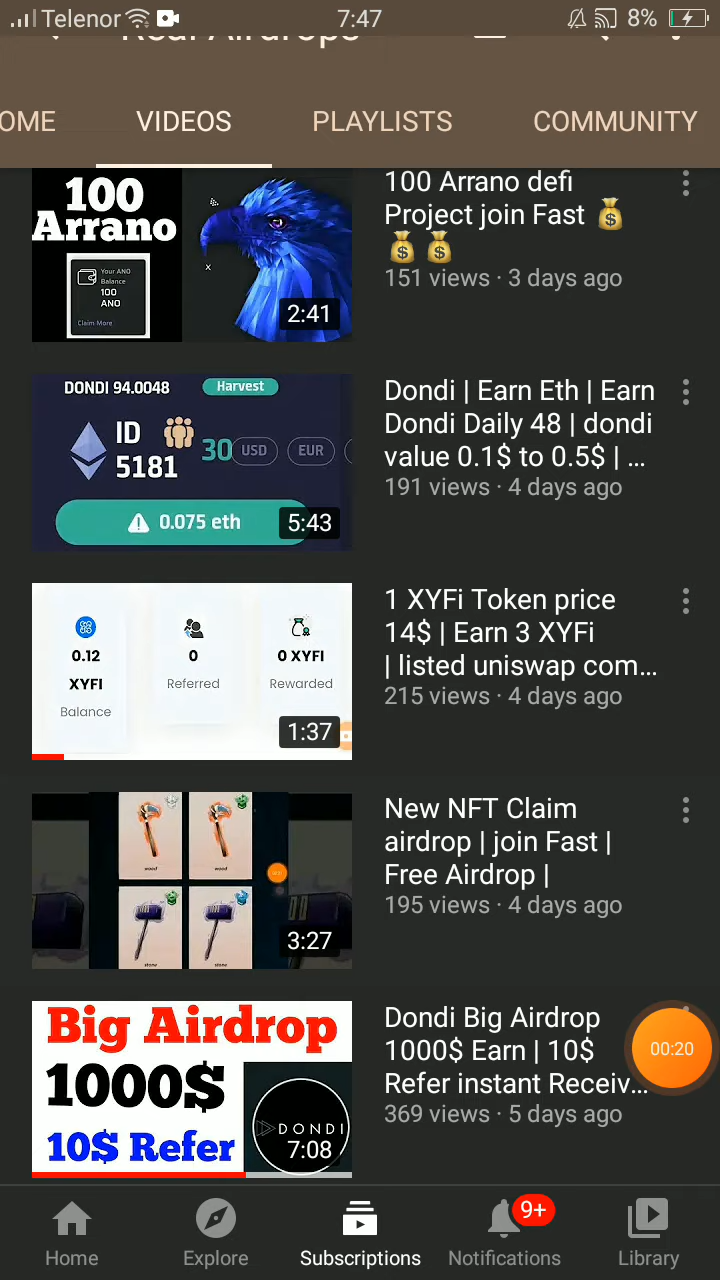 Telenor
7:47
8%
Real Airdrops
OME
VIDEOS
PLAYLISTS
COMMUNITY
100
Arrano
Your ANO
Balance
100
ANO
Claim More
2:41
100 Arrano defi
Project join Fast 💰
💰 💰
151 views · 3 days ago
DONDI 94.0048
Harvest
ID
5181
30
USD
EUR
0.075 eth
5:43
Dondi | Earn Eth | Earn
Dondi Daily 48 | dondi
value 0.1$ to 0.5$ | ...
191 views · 4 days ago
0.12
XYFI
Balance
0
Referred
0 XYFI
Rewarded
1:37
1 XYFi Token price
14$ | Earn 3 XYFi
| listed uniswap com...
215 views · 4 days ago
wood
wood
stone
stone
3:27
New NFT Claim
airdrop | join Fast |
Free Airdrop |
195 views · 4 days ago
Big Airdrop
1000$
10$ Refer
DONDI
7:08
Dondi Big Airdrop
1000$ Earn | 10$
Refer instant Receiv...
369 views · 5 days ago
00:20
Home
Explore
Subscriptions
9+
Notifications
Library